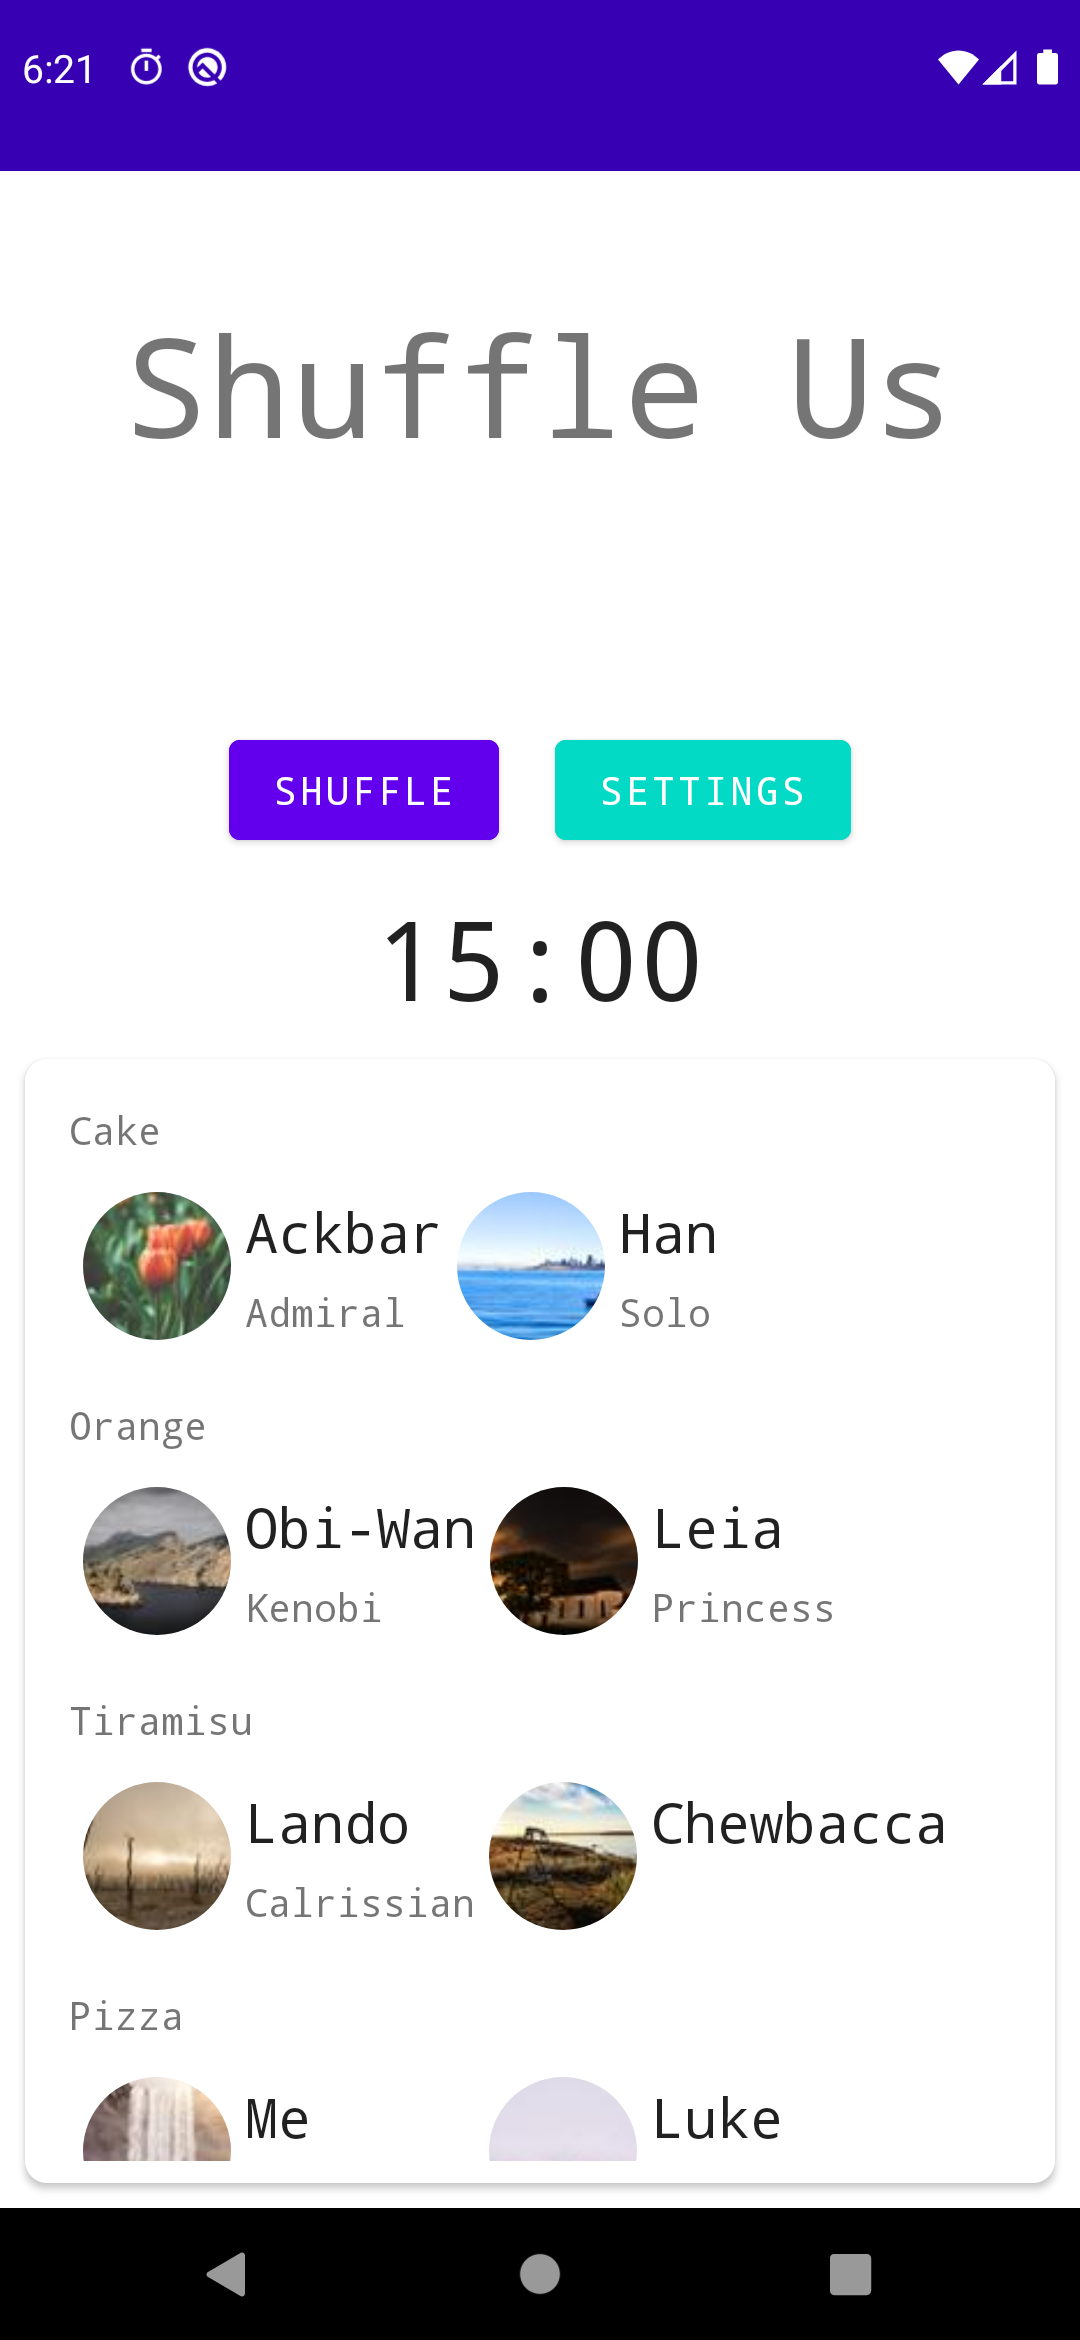 6:21
Shuffle Us
SHUFFLE SETTINGS
15:00
Cake
Ackbar Han
Admiral Solo
Orange
Obi-Wan Leia
Kenobi Princess
Tiramisu
Lando Chewbacca
Calrissian
Pizza
Me Luke